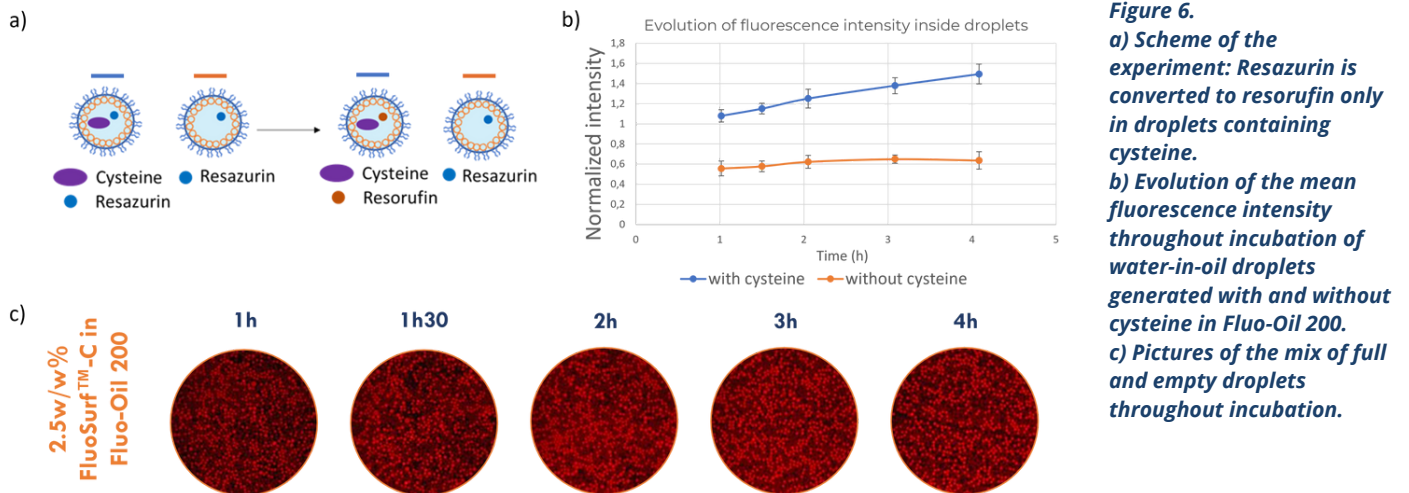 a)
Cysteine
Resazurin
Resazurin
Cysteine
Resorufin
Resazurin
b)
Evolution of fluorescence intensity inside droplets
Normalized intensity
1,8
1,6
1,4
1,2
1
0,8
0,6
0,4
0,2
0
0 1 2 3 4 5
Time (h)
with cysteine without cysteine
c)
2.5w/w%
FluoSurf™-C in
Fluo-Oil 200
1h 1h30 2h 3h 4h
Figure 6.
a) Scheme of the
experiment: Resazurin is
converted to resorufin only
in droplets containing
cysteine.
b) Evolution of the mean
fluorescence intensity
throughout incubation of
water-in-oil droplets
generated with and without
cysteine in Fluo-Oil 200.
c) Pictures of the mix of full
and empty droplets
throughout incubation.